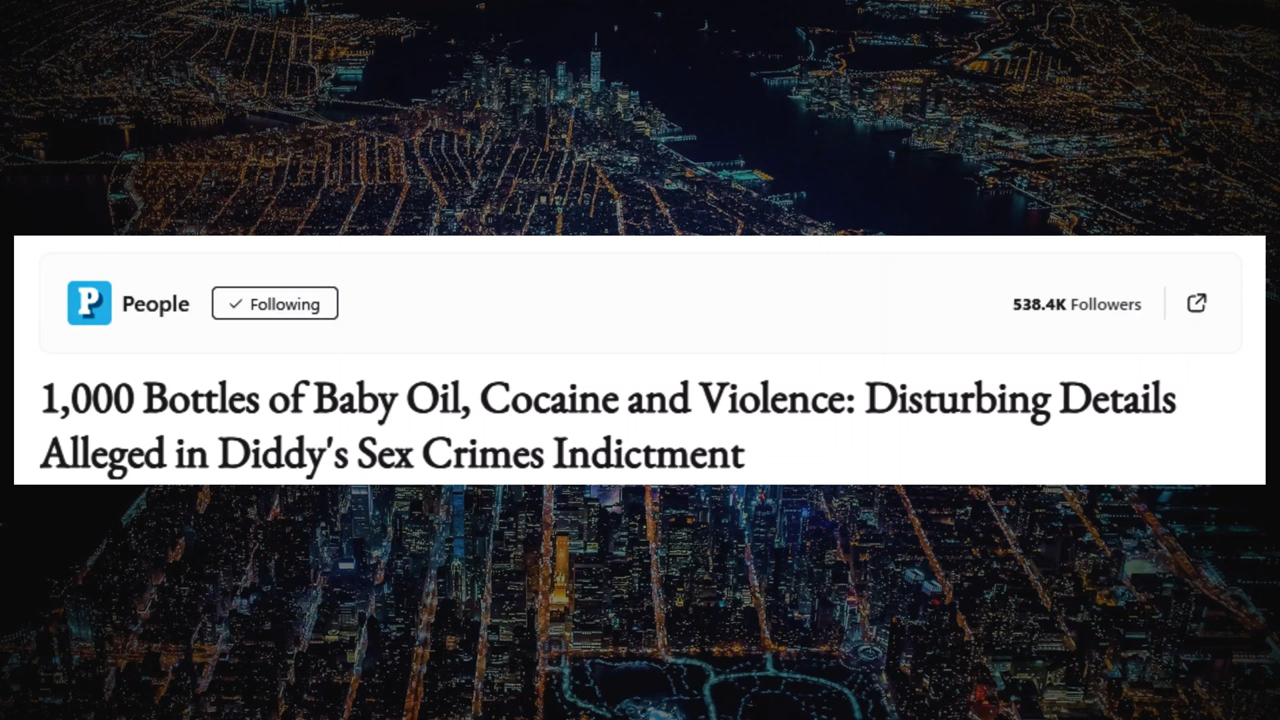 P People Following 538.4K Followers
1,000 Bottles of Baby Oil, Cocaine and Violence: Disturbing Details
Alleged in Diddy's Sex Crimes Indictment